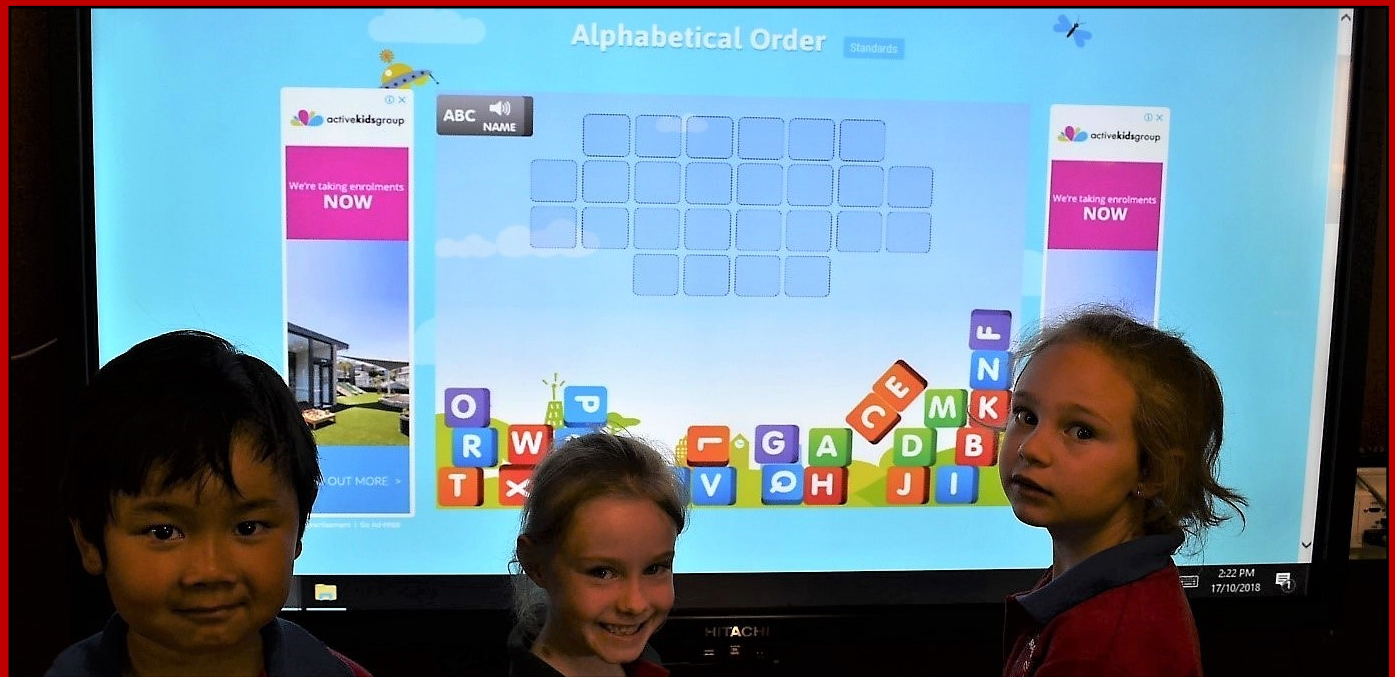 Alphabetical Order
Standards
activekidsgroup
We're taking enrolments
NOW
OUT MORE >
ABC
NAME
activekidsgroup
We're taking enrolments
NOW
F
N
E
O
P
C
M
K
R
W
L
G
A
D
B
T
X
V
Q
H
J
I
2:22 PM
17/10/2018
1
HITACHI